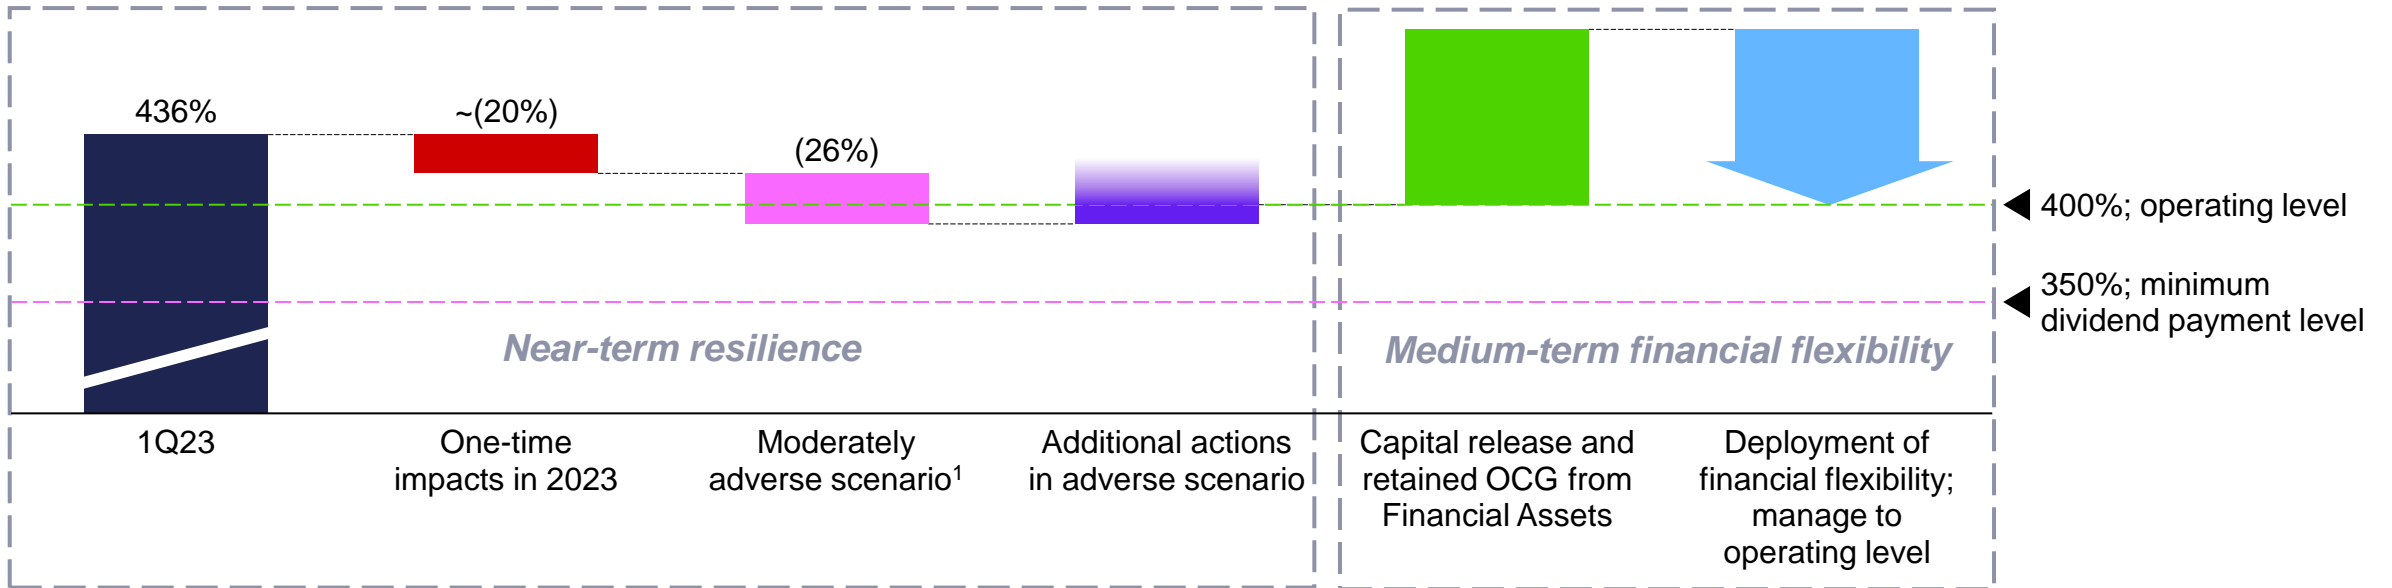 436%
~(20%)
(26%)
400%; operating level
350%; minimum
dividend payment level
Near-term resilience
Medium-term financial flexibility
1Q23
One-time
impacts in 2023
Moderately
adverse scenario¹
Additional actions
in adverse scenario
Capital release and
retained OCG from
Financial Assets
Deployment of
financial flexibility;
manage to
operating level